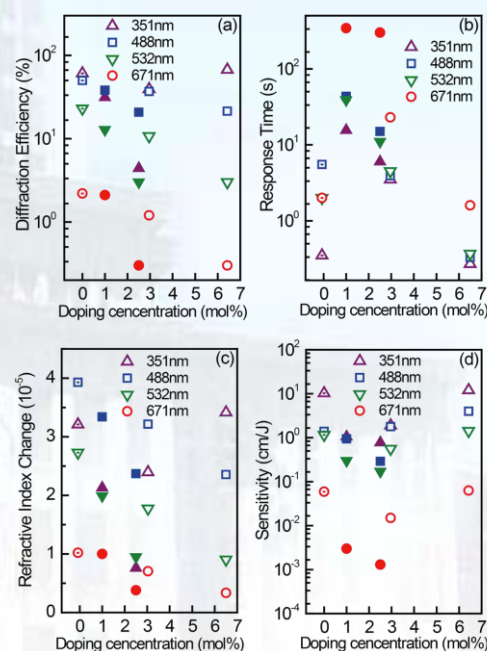 (a)
351nm
488nm
532nm
671nm
10²
10¹
10⁰
Diffraction Efficiency (%)
0 1 2 3 4 5 6 7
Doping concentration (mol%)
(b)
351nm
488nm
532nm
671nm
10²
10¹
10⁰
Response Time (s)
0 1 2 3 4 5 6 7
Doping concentration (mol%)
(c)
351nm
488nm
532nm
671nm
4
3
2
1
0
Refractive Index Change (10⁻⁵)
0 1 2 3 4 5 6 7
Doping concentration (mol%)
(d)
351nm
488nm
532nm
671nm
10²
10¹
10⁰
10⁻¹
10⁻²
10⁻³
10⁻⁴
Sensitivity (cm/J)
0 1 2 3 4 5 6 7
Doping concentration (mol%)